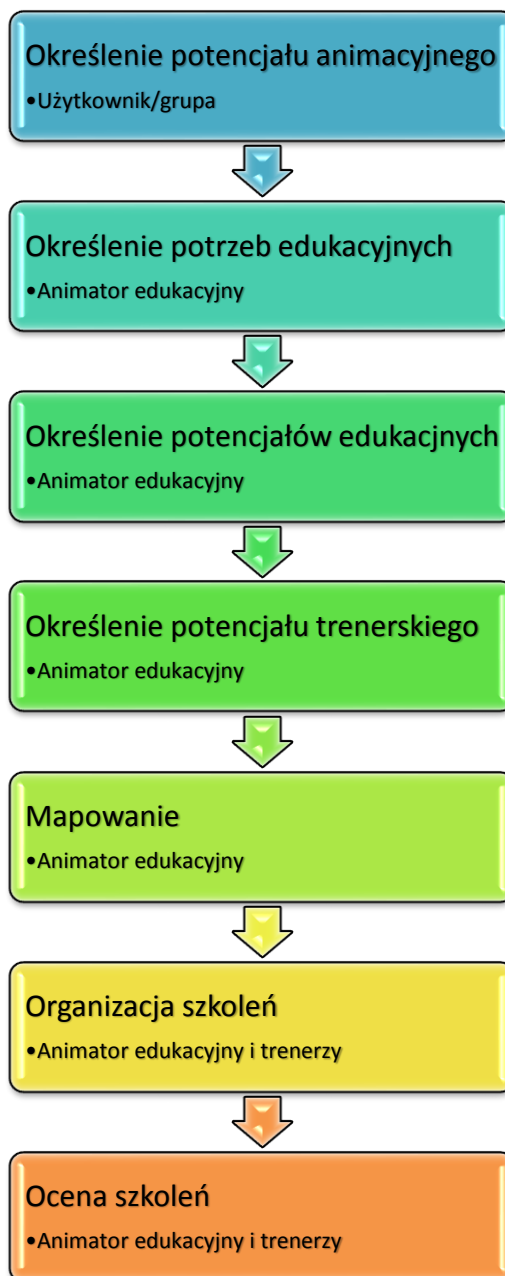 Określenie potencjału animacyjnego
•Użytkownik/grupa
Określenie potrzeb edukacyjnych
•Animator edukacyjny
Określenie potencjałów edukacjnych
•Animator edukacyjny
Określenie potencjału trenerskiego
•Animator edukacyjny
Mapowanie
•Animator edukacyjny
Organizacja szkoleń
•Animator edukacyjny i trenerzy
Ocena szkoleń
•Animator edukacyjny i trenerzy